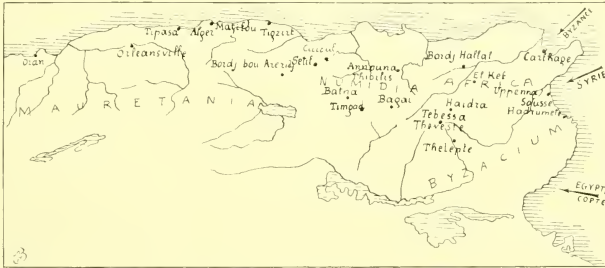 BYZANCE
Tipasa Alger Matifou Tigzirt
Oran
Orleansville
Cuicul
Bordj bou Areridj Setif
Announa
Thibilis
Bordj Hallal
Carthage
SYRIE
NUMIDIA
AFRICA
El Kef
Uppenna
Batna
Timgad
Bagai
MAURETANIA
Haidra
Sousse
Hadrumete
Tebessa
Theveste
Thelepte
BYZACIUM
EGYPTE
COPTE